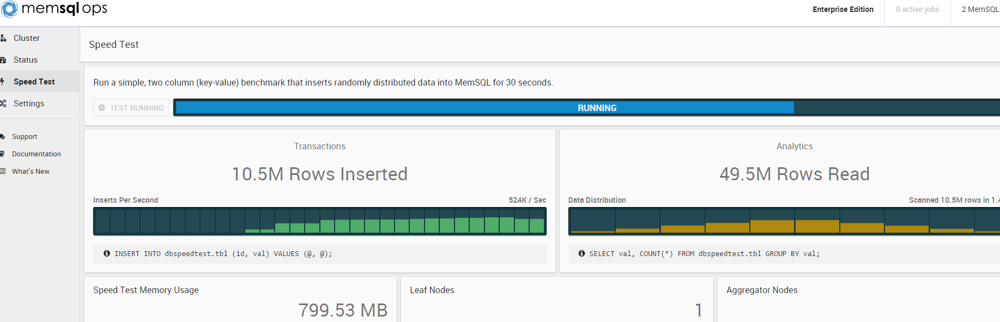 memsql ops
Enterprise Edition
0 active jobs
2 MemSQL
Cluster
Status
Speed Test
Settings
Support
Documentation
What's New
Speed Test
Run a simple, two column (key-value) benchmark that inserts randomly distributed data into MemSQL for 30 seconds.
TEST RUNNING
RUNNING
Transactions
10.5M Rows Inserted
Inserts Per Second
524K / Sec
INSERT INTO dbspeedtest.tbl (id, val) VALUES (@, @);
Analytics
49.5M Rows Read
Data Distribution
Scanned 10.5M rows in 1.4
SELECT val, COUNT(*) FROM dbspeedtest.tbl GROUP BY val;
Speed Test Memory Usage
799.53 MB
Leaf Nodes
1
Aggregator Nodes